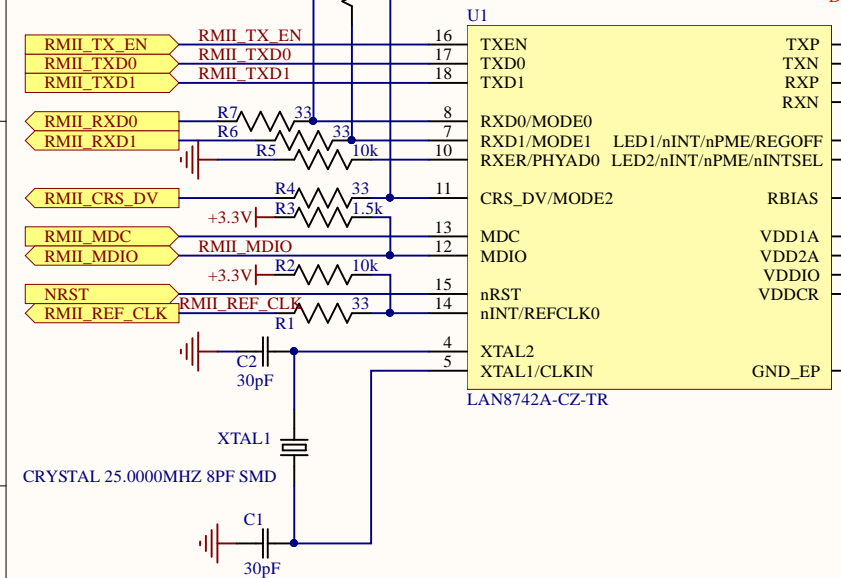 U1
RMII_TX_EN RMII_TX_EN 16 TXEN TXP
RMII_TXD0 RMII_TXD0 17 TXD0 TXN
RMII_TXD1 RMII_TXD1 18 TXD1 RXP
RXN
RMII_RXD0 R7 33 8 RXD0/MODE0
RMII_RXD1 R6 33 7 RXD1/MODE1 LED1/nINT/nPME/REGOFF
R5 10k 10 RXER/PHYAD0 LED2/nINT/nPME/nINTSEL
RMII_CRS_DV R4 33 11 CRS_DV/MODE2 RBIAS
+3.3V R3 1.5k
RMII_MDC 13 MDC VDD1A
RMII_MDIO RMII_MDIO 12 MDIO VDD2A
+3.3V R2 10k VDDIO
NRST 15 nRST VDDCR
RMII_REF_CLK RMII_REF_CLK R1 33 14 nINT/REFCLK0
C2 30pF 4 XTAL2
5 XTAL1/CLKIN GND_EP
LAN8742A-CZ-TR
XTAL1
CRYSTAL 25.0000MHZ 8PF SMD
C1
30pF